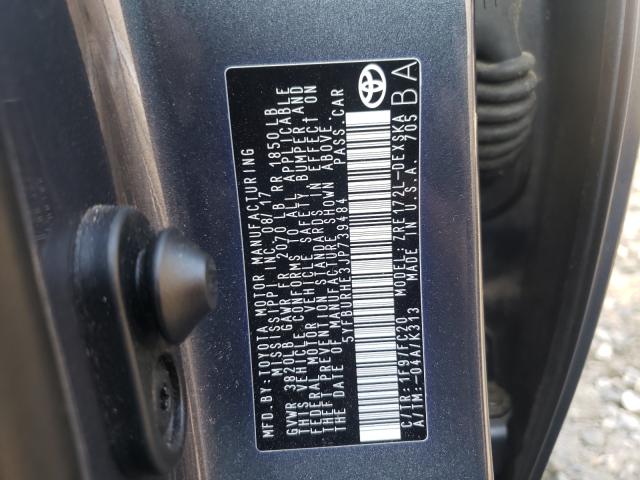 MFD.BY:TOYOTA MOTOR MANUFACTURING
MISSISSIPPI INC. 08/17
GVWR 3820LB GAWR FR 2070LB RR 1850LB
THIS VEHICLE CONFORMS TO ALL APPLICABLE
FEDERAL MOTOR VEHICLE SAFETY, BUMPER AND
THEFT PREVENTION STANDARDS IN EFFECT ON
THE DATE OF MANUFACTURE SHOWN ABOVE.
5YFBURHE3JP739484 PASS.CAR
C/TR:1F9/FC20 MODEL:ZRE172L-DEXSKA
A/TM:-04A/K313 MADE IN U.S.A. 705
BA